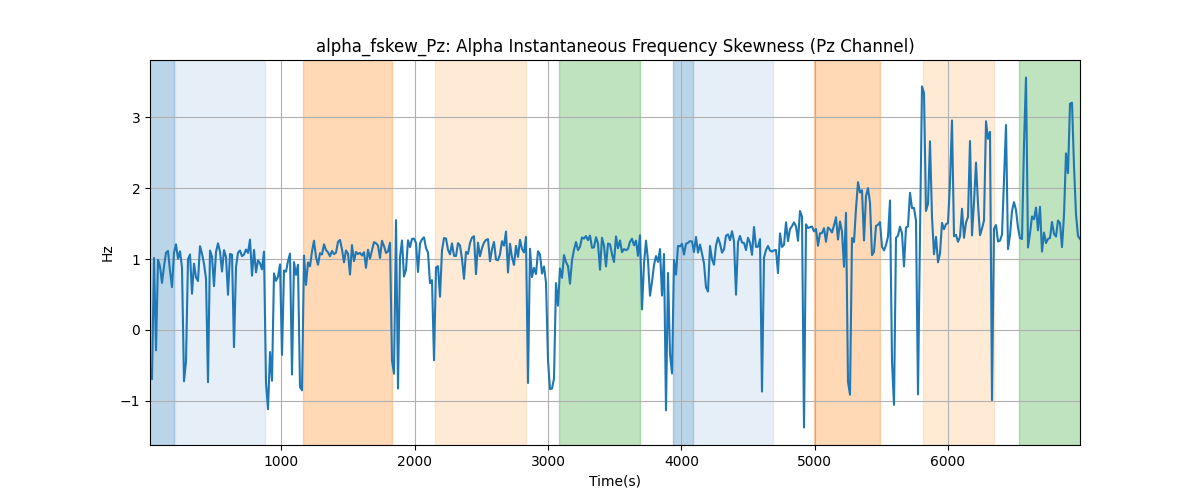 alpha_fskew_Pz: Alpha Instantaneous Frequency Skewness (Pz Channel)
Hz
3
2
1
0
−1
1000 2000 3000 4000 5000 6000
Time(s)